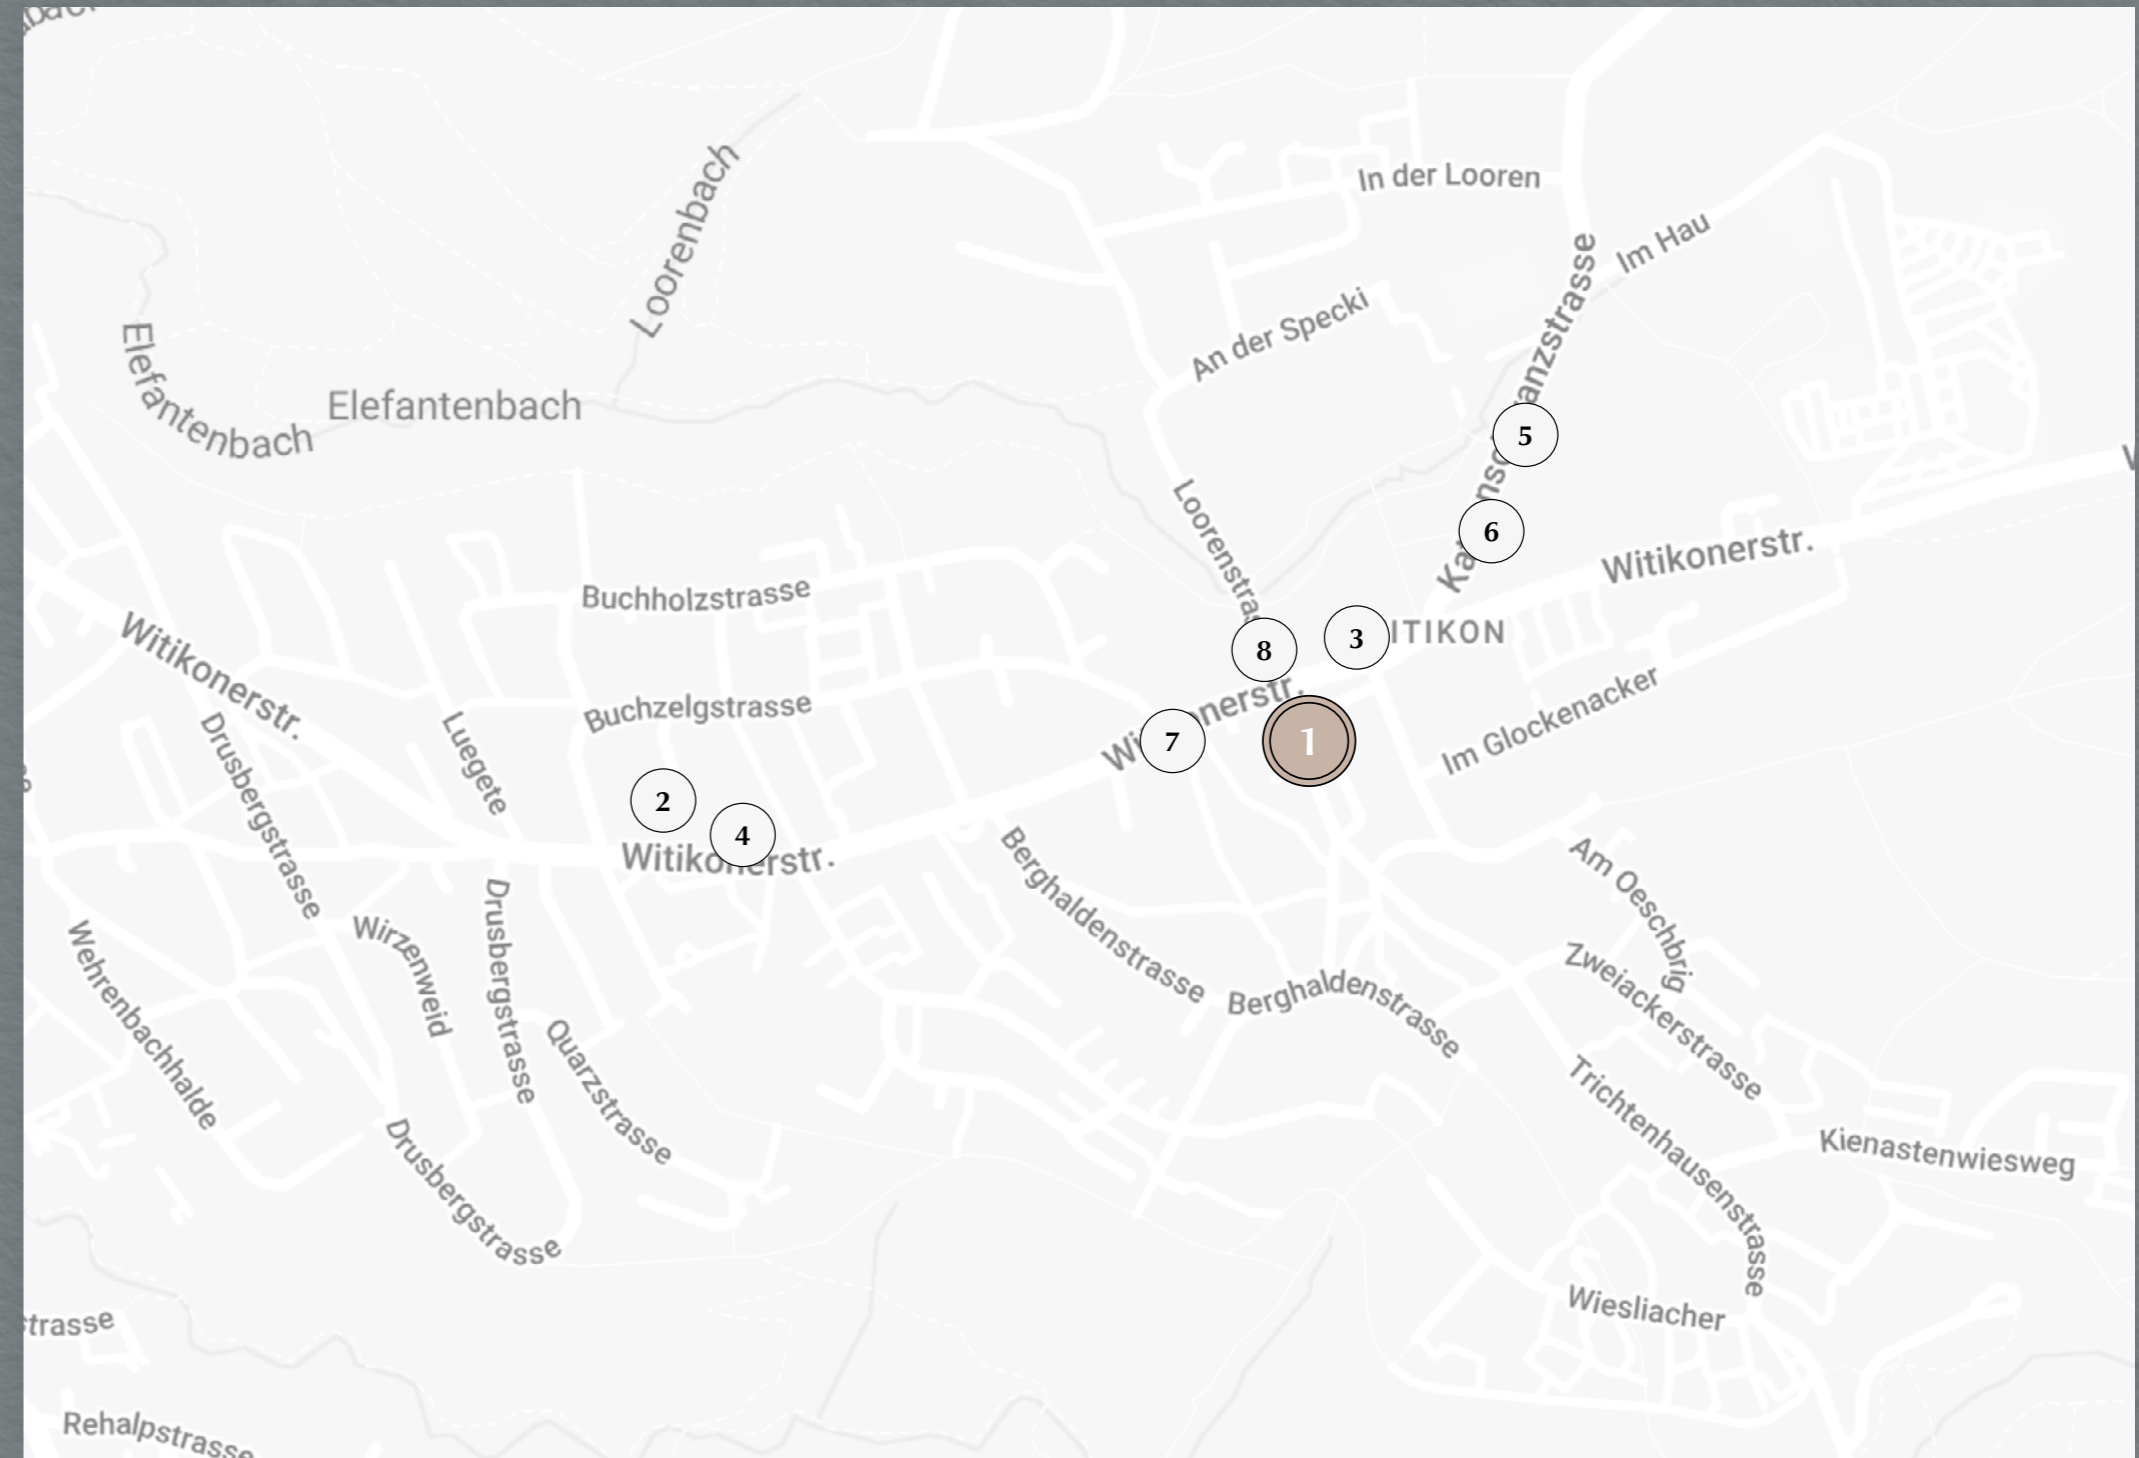 Loorenbach
In der Looren
Im Hau
An der Specki
Elefantenbach
Elefantenbach
5
6
Loorenstra
Witikonerstr.
Buchholzstrasse
Witikonerstr.
8
3
ITIKON
Im Glockenacker
Buchzelgstrasse
Luegete
Drusbergstrasse
7
1
2
4
Berghaldenstrasse
Am Oeschbrig
Drusbergstrasse
Wirzenweid
Wehrenbachhalde
Zweiackerstrasse
Berghaldenstrasse
Quarzstrasse
Trichtenhausenstrasse
Kienastenwiesweg
Drusbergstrasse
Wiesliacher
trasse
Rehalpstrasse